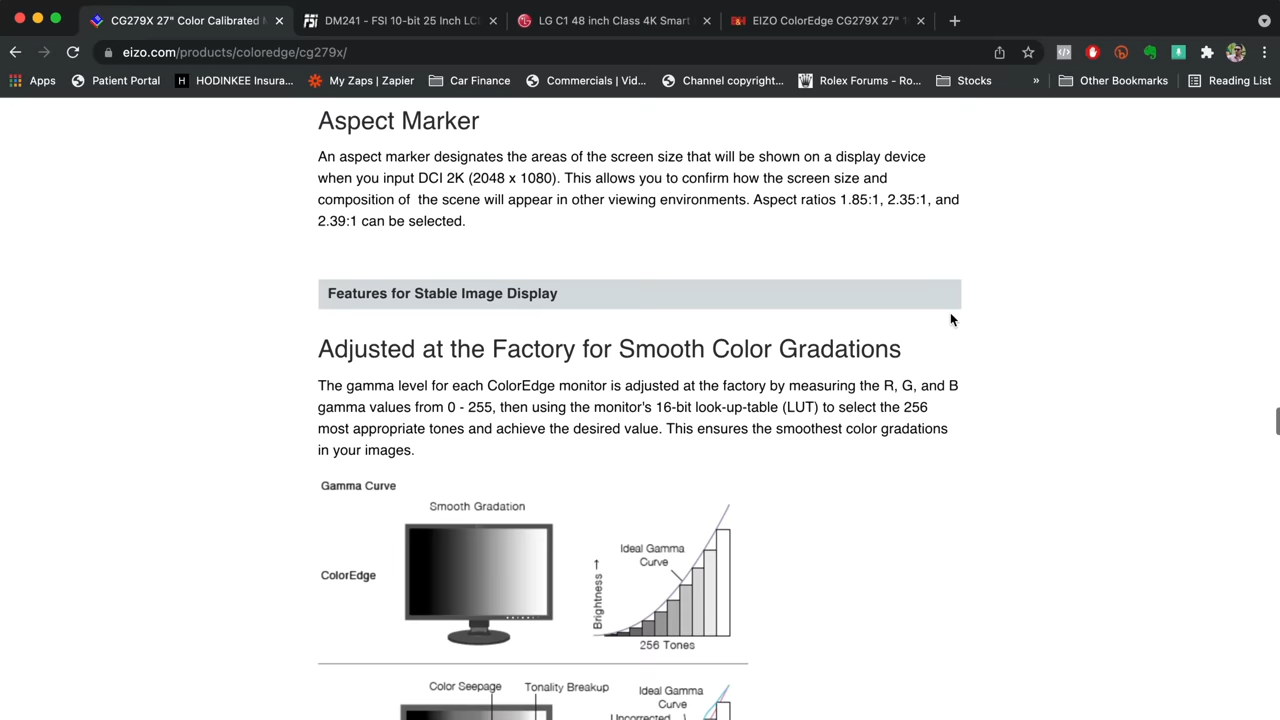 CG279X 27" Color Calibrated
DM241 - FSI 10-bit 25 Inch LC
LG C1 48 inch Class 4K Smart
EIZO ColorEdge CG279X 27"
eizo.com/products/coloredge/cg279x/
Apps
Patient Portal
HODINKEE Insura...
My Zaps | Zapier
Car Finance
Commercials | Vid...
Channel copyright...
Rolex Forums - Ro...
Stocks
»
Other Bookmarks
Reading List
Aspect Marker
An aspect marker designates the areas of the screen size that will be shown on a display device
when you input DCI 2K (2048 x 1080). This allows you to confirm how the screen size and
composition of the scene will appear in other viewing environments. Aspect ratios 1.85:1, 2.35:1, and
2.39:1 can be selected.
Features for Stable Image Display
Adjusted at the Factory for Smooth Color Gradations
The gamma level for each ColorEdge monitor is adjusted at the factory by measuring the R, G, and B
gamma values from 0 - 255, then using the monitor's 16-bit look-up-table (LUT) to select the 256
most appropriate tones and achieve the desired value. This ensures the smoothest color gradations
in your images.
Gamma Curve
Smooth Gradation
ColorEdge
Ideal Gamma
Curve
Brightness →
256 Tones
Color Seepage
Tonality Breakup
Ideal Gamma
Curve
Uncorrected